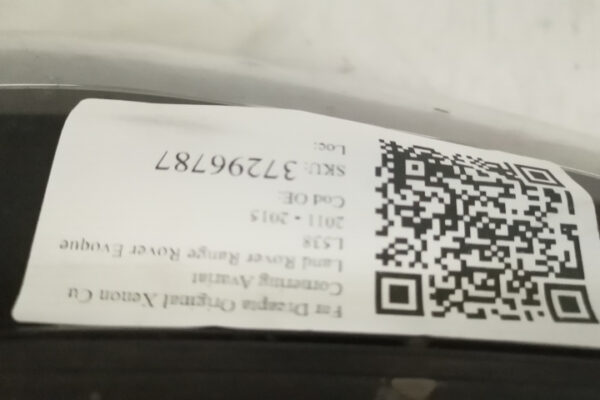 Far Dreapta Original Xenon Cu
Cornering Avariat
Land Rover Range Rover Evoque
L538
2011 - 2015
Cod OE:
SKU: 37296787
Loc: